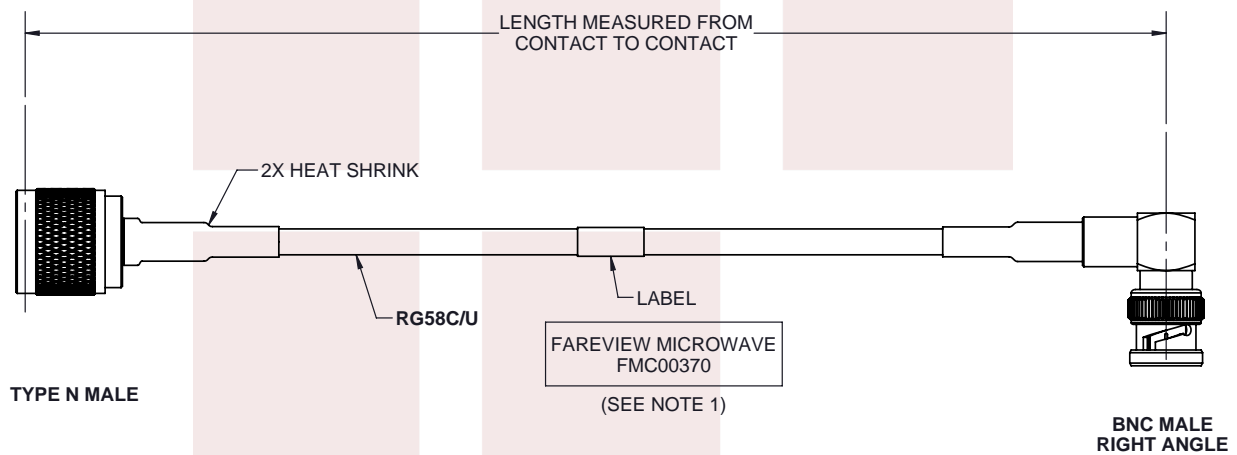 LENGTH MEASURED FROM
CONTACT TO CONTACT
2X HEAT SHRINK
RG58C/U
LABEL
FAREVIEW MICROWAVE
FMC00370
(SEE NOTE 1)
TYPE N MALE
BNC MALE
RIGHT ANGLE